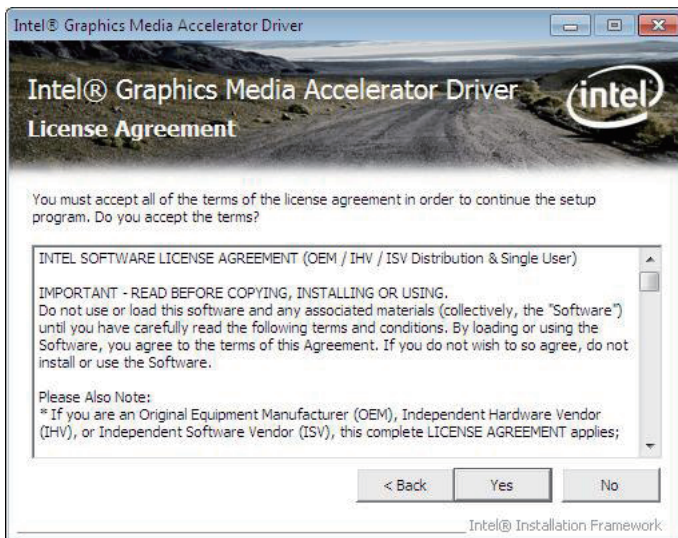 Intel® Graphics Media Accelerator Driver
Intel® Graphics Media Accelerator Driver
License Agreement
intel
You must accept all of the terms of the license agreement in order to continue the setup
program. Do you accept the terms?
INTEL SOFTWARE LICENSE AGREEMENT (OEM / IHV / ISV Distribution & Single User)
IMPORTANT - READ BEFORE COPYING, INSTALLING OR USING.
Do not use or load this software and any associated materials (collectively, the "Software")
until you have carefully read the following terms and conditions. By loading or using the
Software, you agree to the terms of this Agreement. If you do not wish to so agree, do not
install or use the Software.
Please Also Note:
* If you are an Original Equipment Manufacturer (OEM), Independent Hardware Vendor
(IHV), or Independent Software Vendor (ISV), this complete LICENSE AGREEMENT applies;
< Back
Yes
No
Intel® Installation Framework